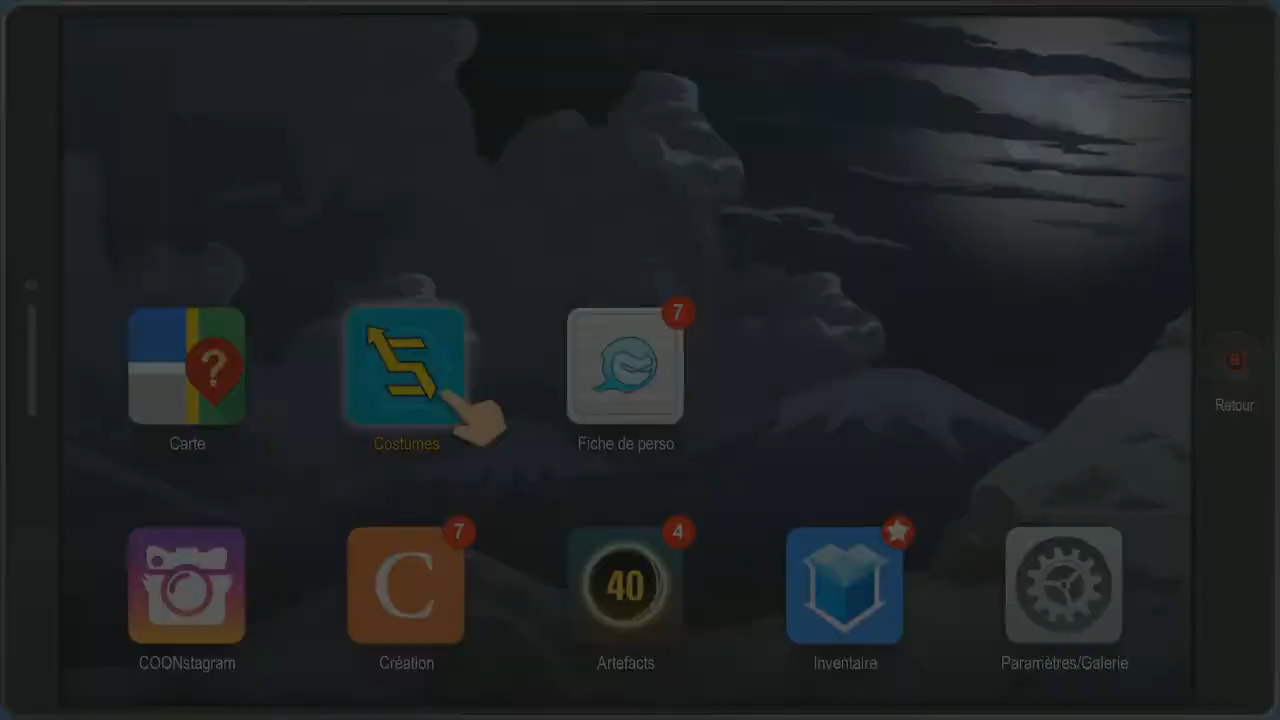 7
?
Carte
Costumes
Fiche de perso
B
Retour
7
4
C
40
COONstagram
Création
Artefacts
Inventaire
Paramètres/Galerie